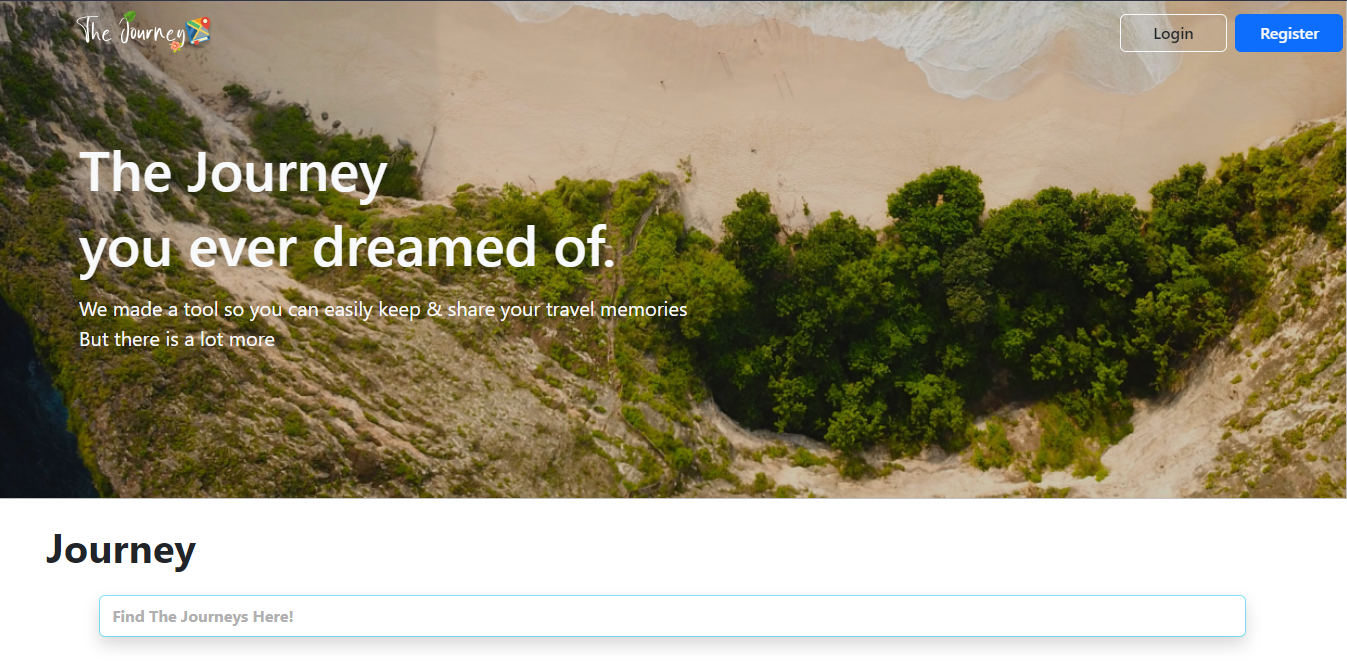 The Journey
Login
Register
The Journey
you ever dreamed of.
We made a tool so you can easily keep & share your travel memories
But there is a lot more
Journey
Find The Journeys Here!